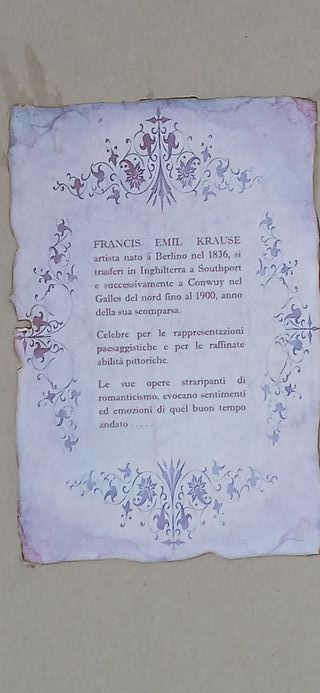 FRANCIS EMIL KRAUSE
artista nato à Berlino nel 1836, si
trasferì in Inghilterra a Southport
e successivamente a Conwuy nel
Galles del nord fino al 1900, anno
della sua scomparsa.
Celebre per le rappresentazioni
paesaggistiche e per le raffinate
abilità pittoriche.
Le sue opere straripanti di
romanticismo, evocano sentimenti
ed emozioni di quel buon tempo
andato . . . . .